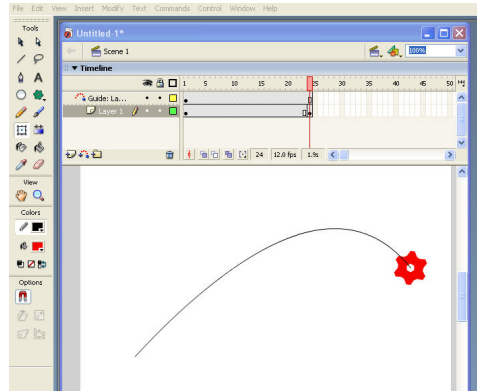 File Edit View Insert Modify Text Commands Control Window Help
Tools
Untitled-1*
Scene 1
100%
Timeline
1 5 10 15 20 25 30 35 40 45 50
Guide: La...
Layer 1
24 12.0 fps 1.9s
View
Colors
Options